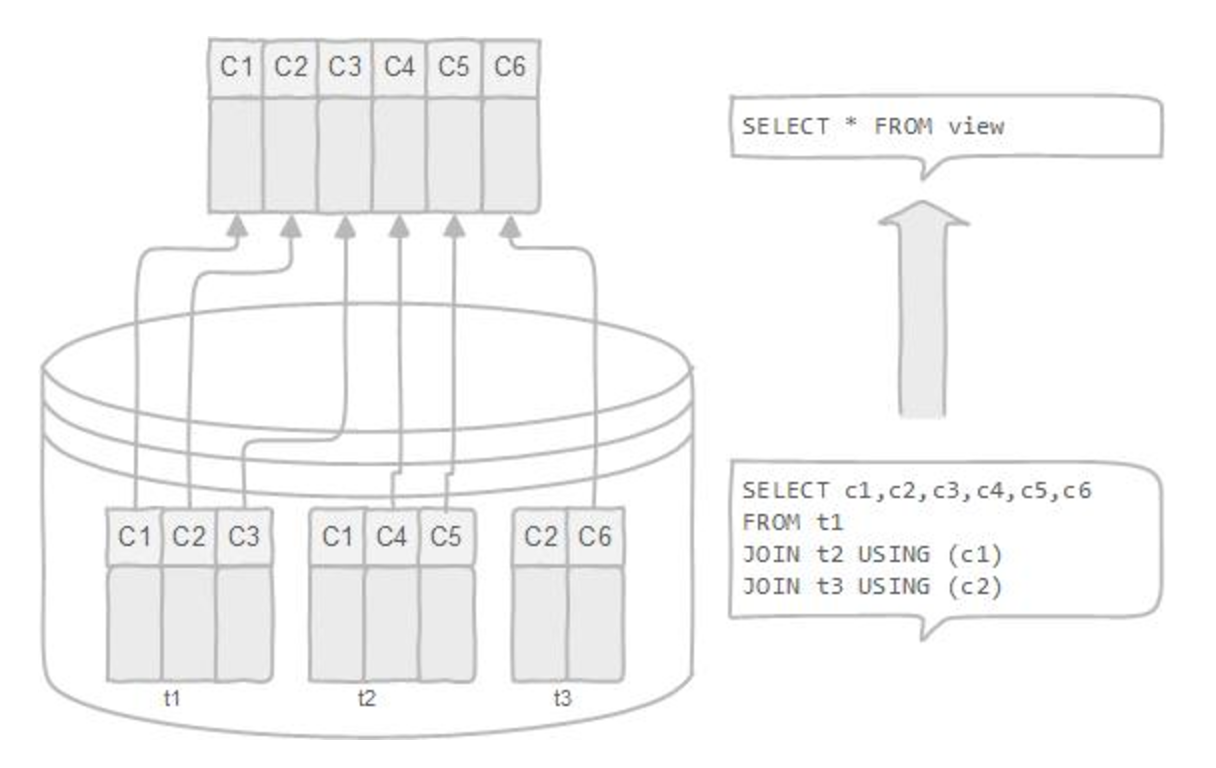 C1 C2 C3 C4 C5 C6
SELECT * FROM view
SELECT c1,c2,c3,c4,c5,c6
FROM t1
JOIN t2 USING (c1)
JOIN t3 USING (c2)
C1 C2 C3
C1 C4 C5
C2 C6
t1
t2
t3